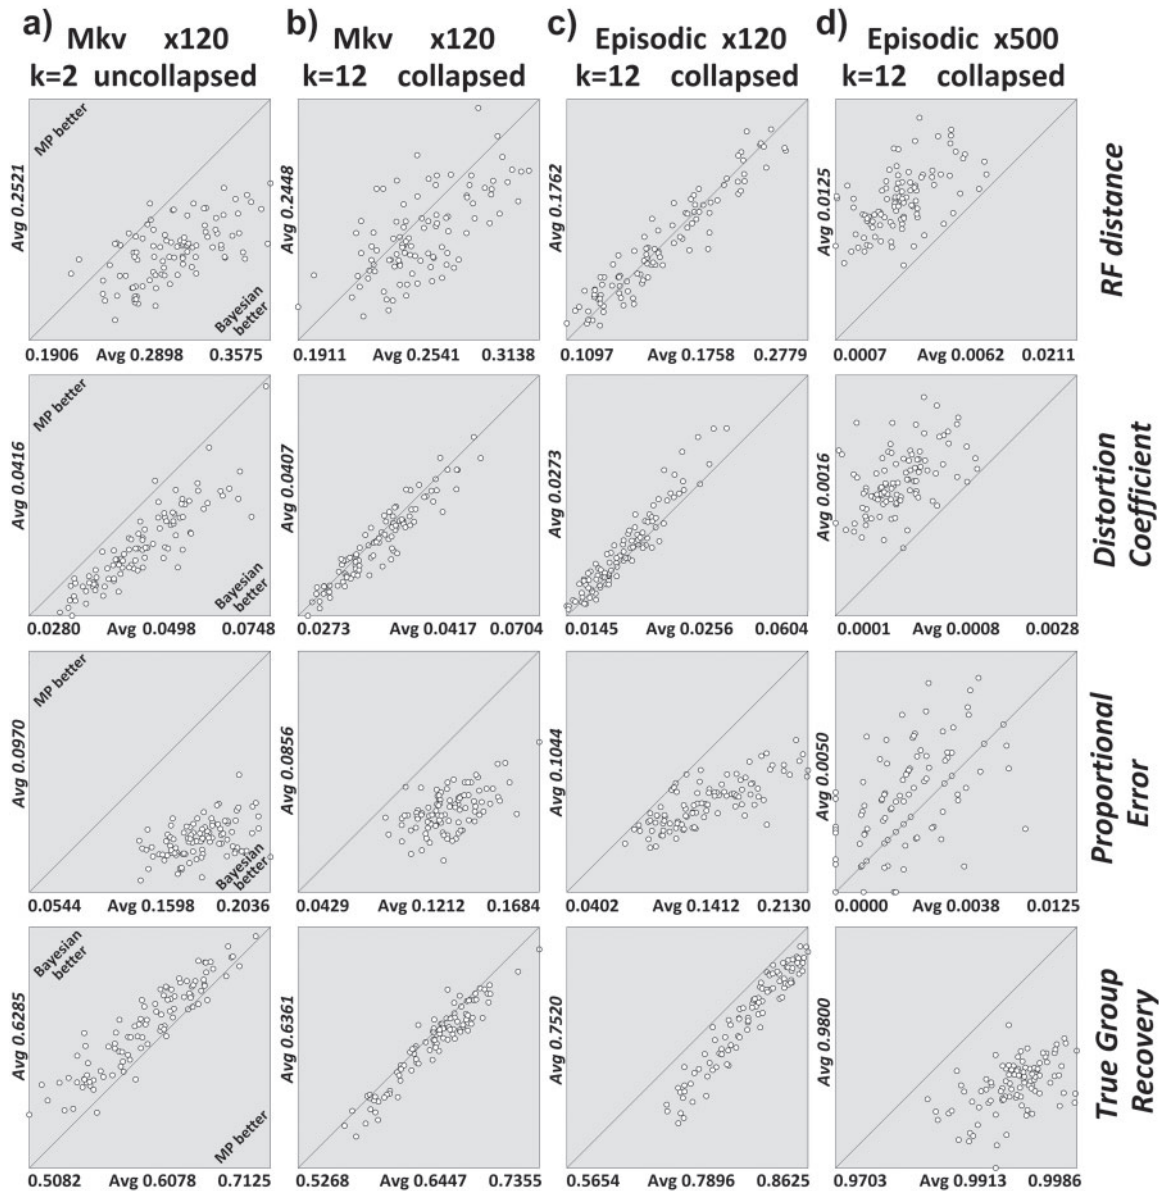 a) Mkv x120
k=2 uncollapsed
b) Mkv x120
k=12 collapsed
c) Episodic x120
k=12 collapsed
d) Episodic x500
k=12 collapsed
MP better
Avg 0.2521
Bayesian
better
0.1906 Avg 0.2898 0.3575
Avg 0.2448
0.1911 Avg 0.2541 0.3138
Avg 0.1762
0.1097 Avg 0.1758 0.2779
Avg 0.0125
0.0007 Avg 0.0062 0.0211
RF distance
MP better
Avg 0.0416
Bayesian
better
0.0280 Avg 0.0498 0.0748
Avg 0.0407
0.0273 Avg 0.0417 0.0704
Avg 0.0273
0.0145 Avg 0.0256 0.0604
Avg 0.0016
0.0001 Avg 0.0008 0.0028
Distortion
Coefficient
MP better
Avg 0.0970
Bayesian
better
0.0544 Avg 0.1598 0.2036
Avg 0.0856
0.0429 Avg 0.1212 0.1684
Avg 0.1044
0.0402 Avg 0.1412 0.2130
Avg 0.0050
0.0000 Avg 0.0038 0.0125
Proportional
Error
Bayesian
better
Avg 0.6285
MP better
0.5082 Avg 0.6078 0.7125
Avg 0.6361
0.5268 Avg 0.6447 0.7355
Avg 0.7520
0.5654 Avg 0.7896 0.8625
Avg 0.9800
0.9703 Avg 0.9913 0.9986
True Group
Recovery